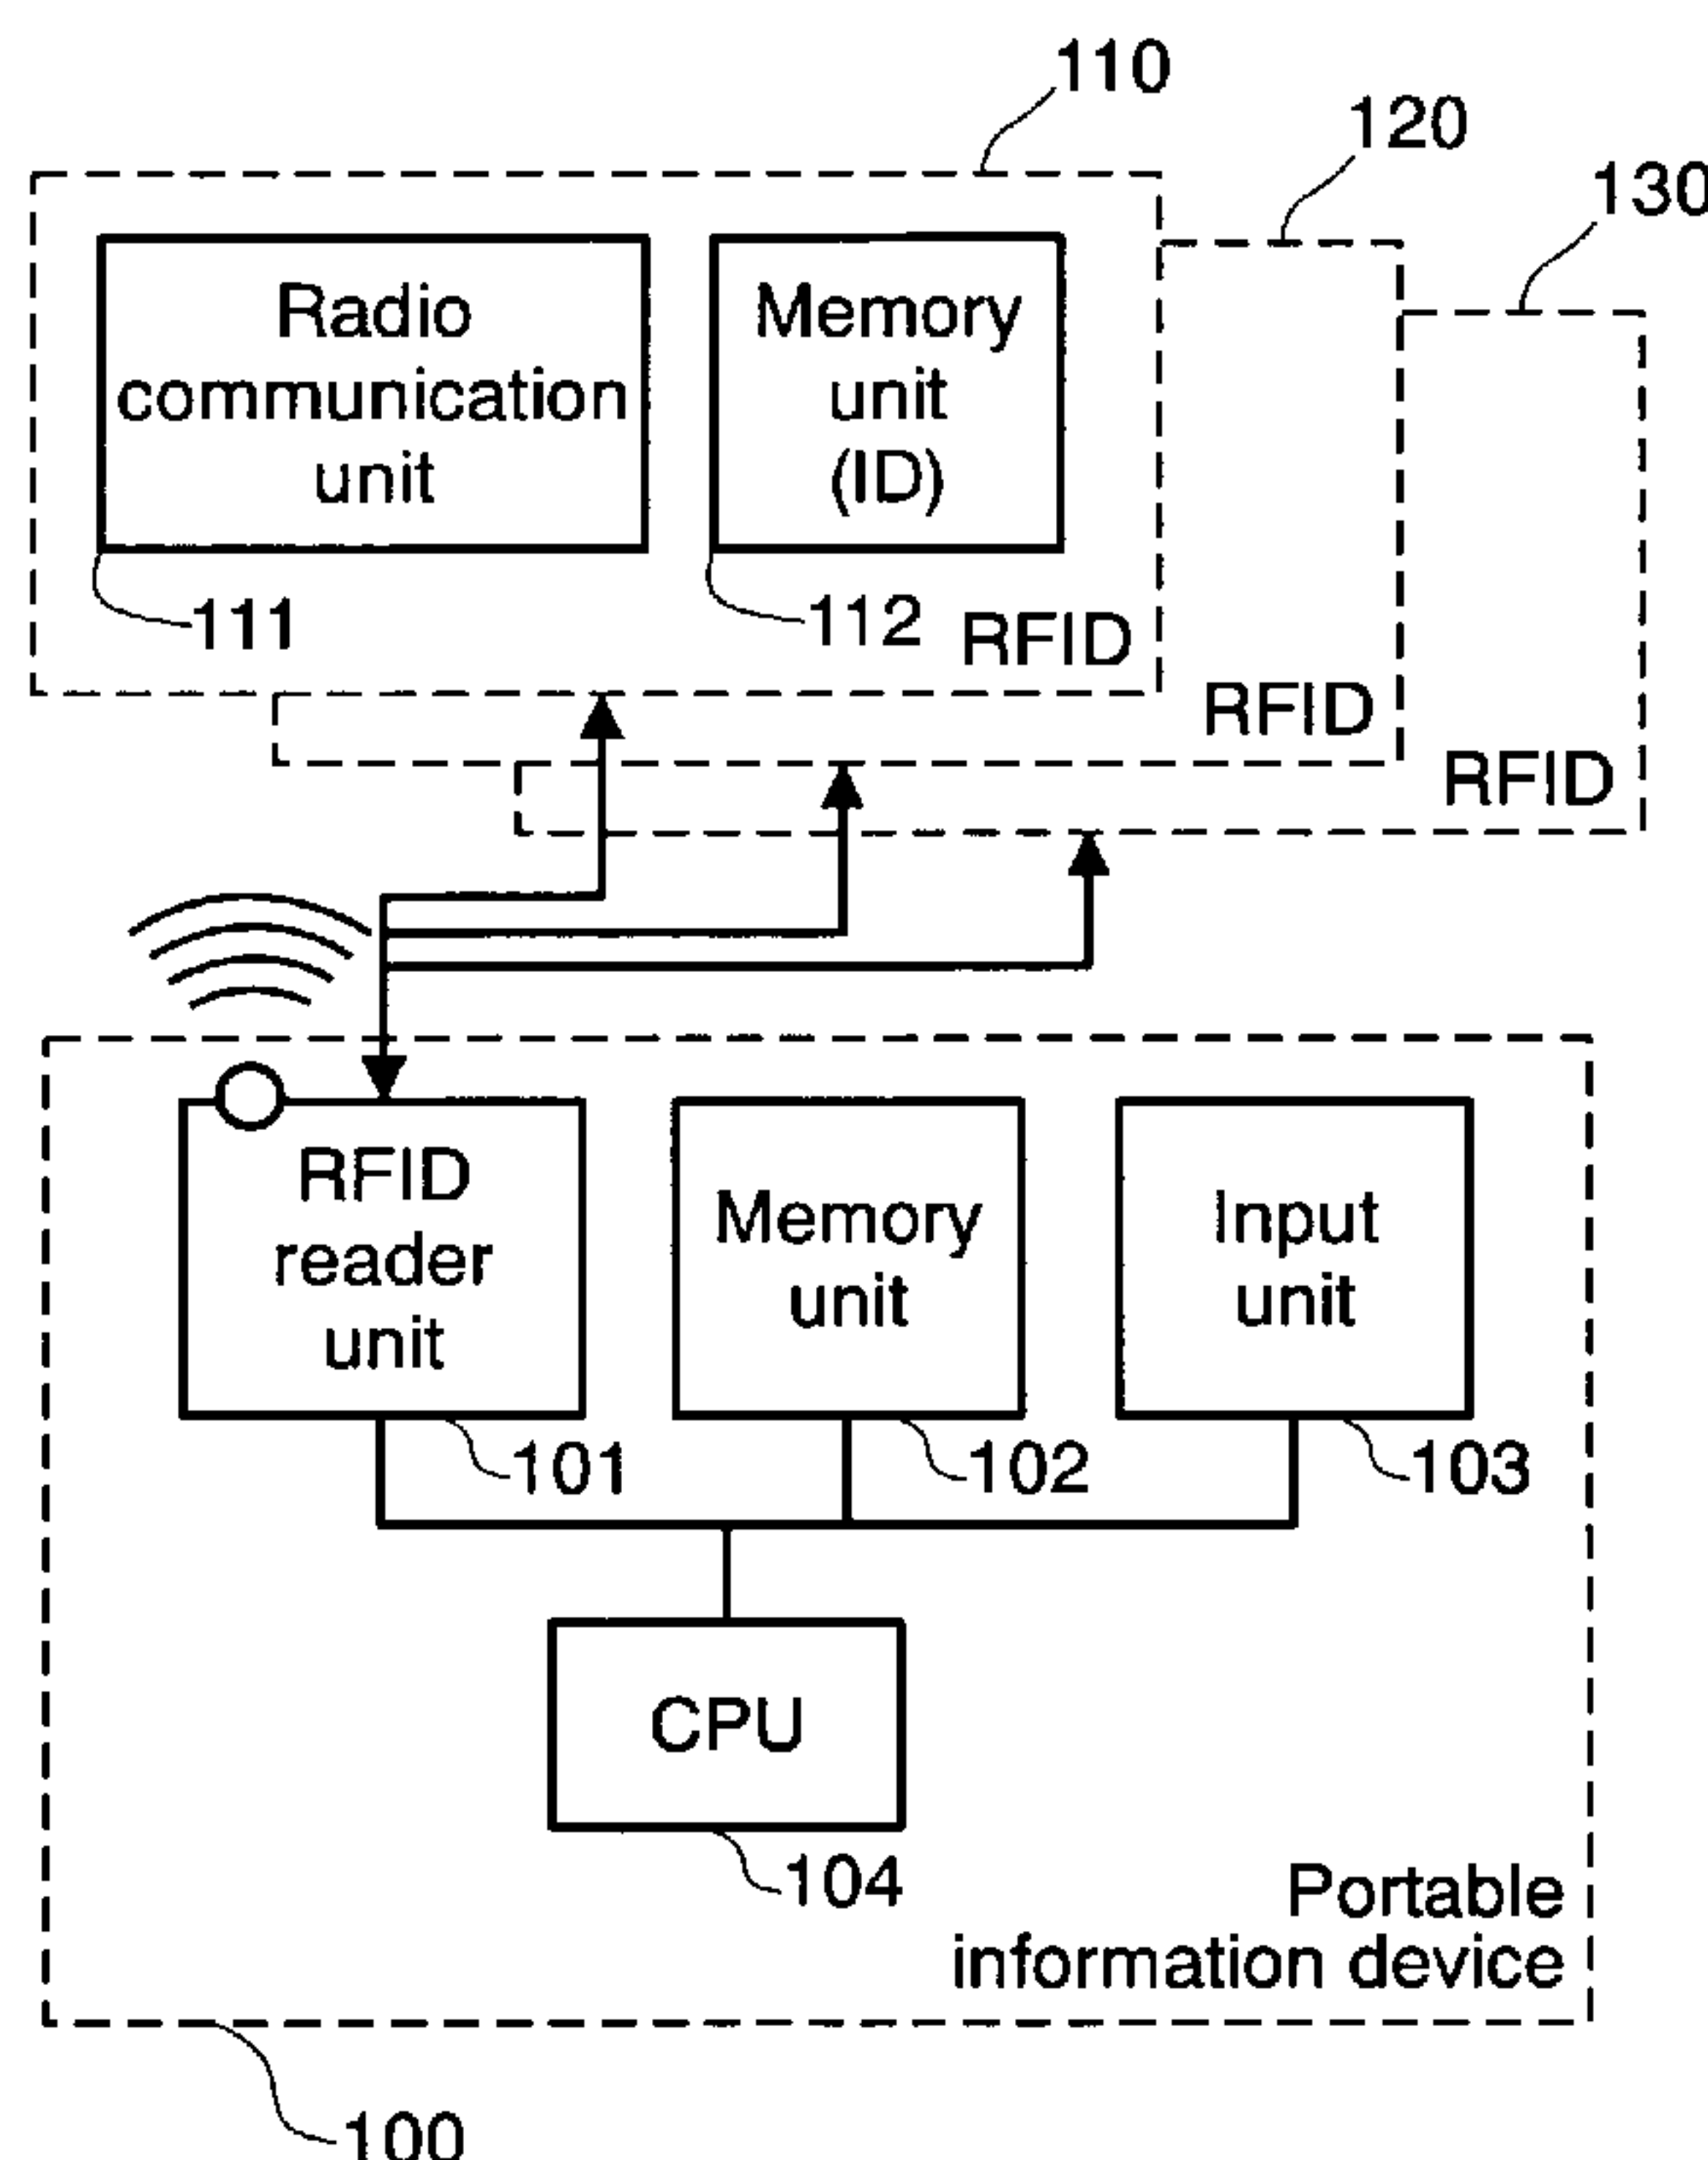 110
120
130
Radio
communication
unit
Memory
unit
(ID)
111
112
RFID
RFID
RFID
RFID
reader
unit
Memory
unit
Input
unit
101
102
103
CPU
104
Portable
information device
100